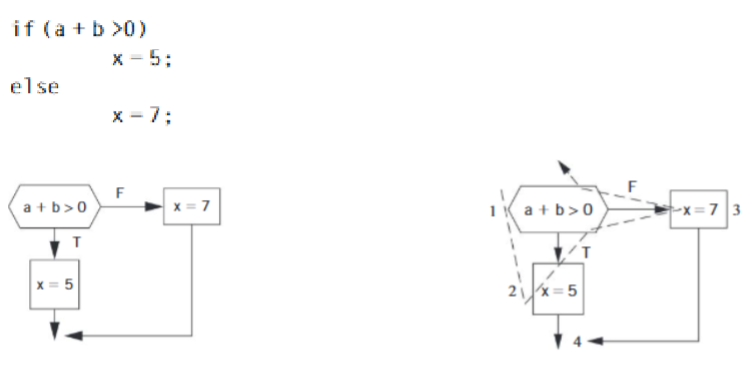 if (a + b >0)
x = 5;
else
x = 7;
a + b > 0
F
x = 7
T
x = 5
1
a + b > 0
F
x = 7
3
T
2
x = 5
4